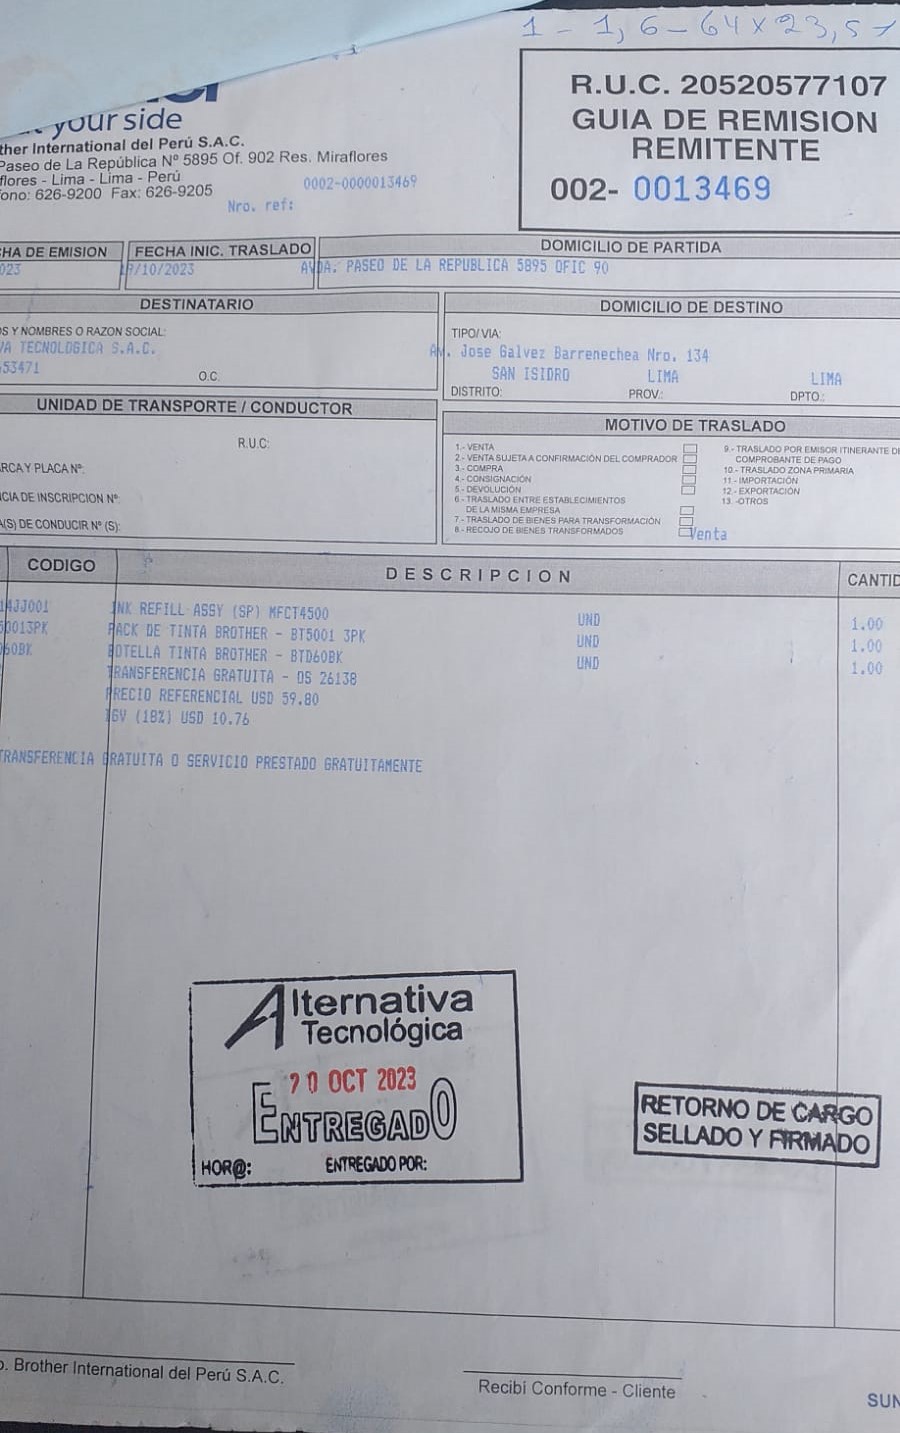 1 - 1,6 - 64 x 23,5
your side
ther International del Perú S.A.C.
Paseo de La República Nº 5895 Of. 902 Res. Miraflores
flores - Lima - Lima - Perú
fono: 626-9200 Fax: 626-9205
0002-0000013469
Nro. ref:
R.U.C. 20520577107
GUIA DE REMISION
REMITENTE
002- 0013469
HA DE EMISION
023
FECHA INIC. TRASLADO
/10/2023
DOMICILIO DE PARTIDA
AVDA. PASEO DE LA REPUBLICA 5895 OFIC 90
DESTINATARIO
OS Y NOMBRES O RAZON SOCIAL:
VA TECNOLOGICA S.A.C.
53471
O.C.
DOMICILIO DE DESTINO
TIPO/VIA:
Av. Jose Galvez Barrenechea Nro. 134
SAN ISIDRO LIMA LIMA
DISTRITO: PROV.: DPTO.:
UNIDAD DE TRANSPORTE / CONDUCTOR
R.U.C:
ARCA Y PLACA Nº:
CIA DE INSCRIPCION Nº:
A(S) DE CONDUCIR Nº (S):
MOTIVO DE TRASLADO
1.- VENTA
2.- VENTA SUJETA A CONFIRMACIÓN DEL COMPRADOR
3.- COMPRA
4.- CONSIGNACIÓN
5.- DEVOLUCIÓN
6.- TRASLADO ENTRE ESTABLECIMIENTOS
DE LA MISMA EMPRESA
7.- TRASLADO DE BIENES PARA TRANSFORMACIÓN
8.- RECOJO DE BIENES TRANSFORMADOS
9.- TRASLADO POR EMISOR ITINERANTE DE
COMPROBANTE DE PAGO
10.- TRASLADO ZONA PRIMARIA
11.- IMPORTACIÓN
12.- EXPORTACIÓN
13.- OTROS
Venta
CODIGO DESCRIPCION CANTID
14JJ001 INK REFILL ASSY (SP) MFCT4500 UND 1.00
50013PK PACK DE TINTA BROTHER - BT5001 3PK UND 1.00
60BK BOTELLA TINTA BROTHER - BTD60BK UND 1.00
TRANSFERENCIA GRATUITA - OS 26138
PRECIO REFERENCIAL USD 59.80
IGV (18%) USD 10.76
TRANSFERENCIA GRATUITA O SERVICIO PRESTADO GRATUITAMENTE
Alternativa
Tecnológica
20 OCT 2023
ENTREGADO
HOR@: ENTREGADO POR:
RETORNO DE CARGO
SELLADO Y FIRMADO
p. Brother International del Perú S.A.C.
Recibí Conforme - Cliente
SUN